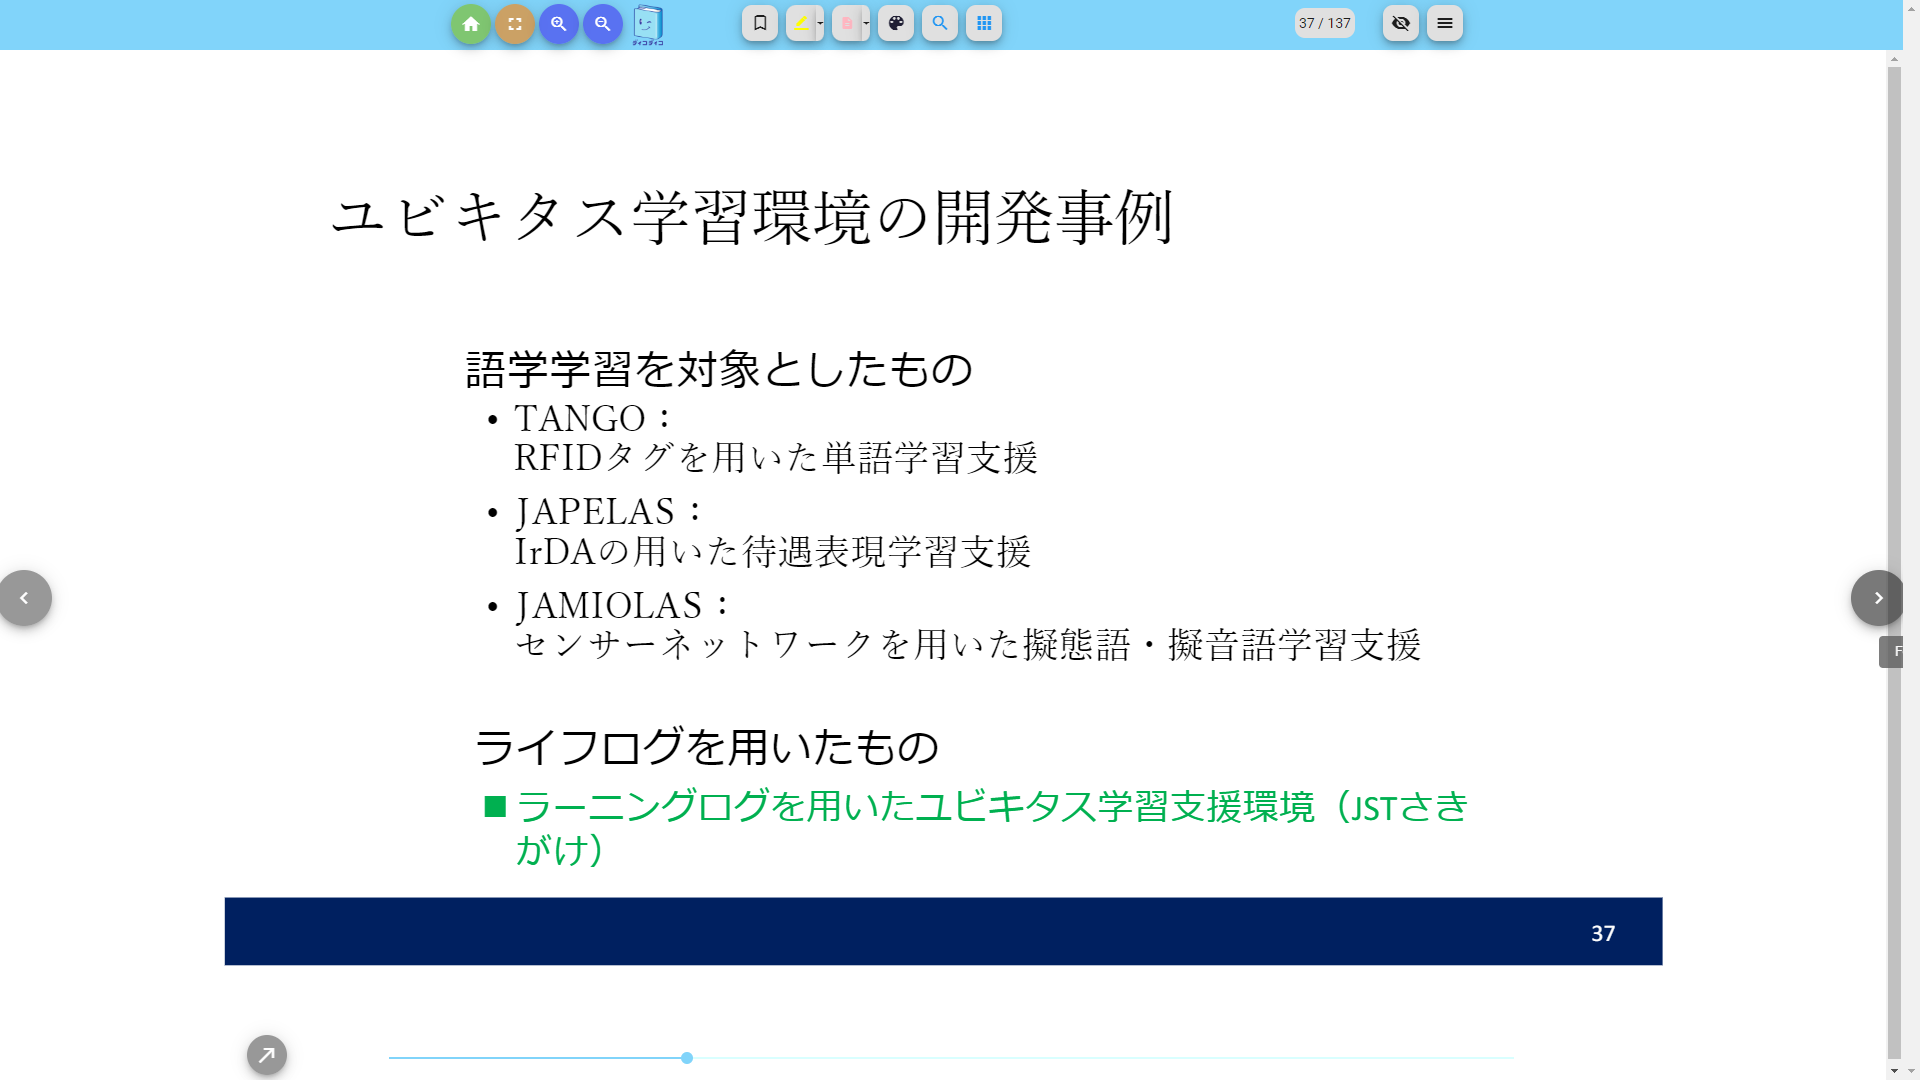 ダィコダィコ
37 / 137
ユビキタス学習環境の開発事例
語学学習を対象としたもの
• TANGO：
RFIDタグを用いた単語学習支援
• JAPELAS：
IrDAの用いた待遇表現学習支援
• JAMIOLAS：
センサーネットワークを用いた擬態語・擬音語学習支援
ライフログを用いたもの
■ ラーニングログを用いたユビキタス学習支援環境（JSTさき
がけ）
37